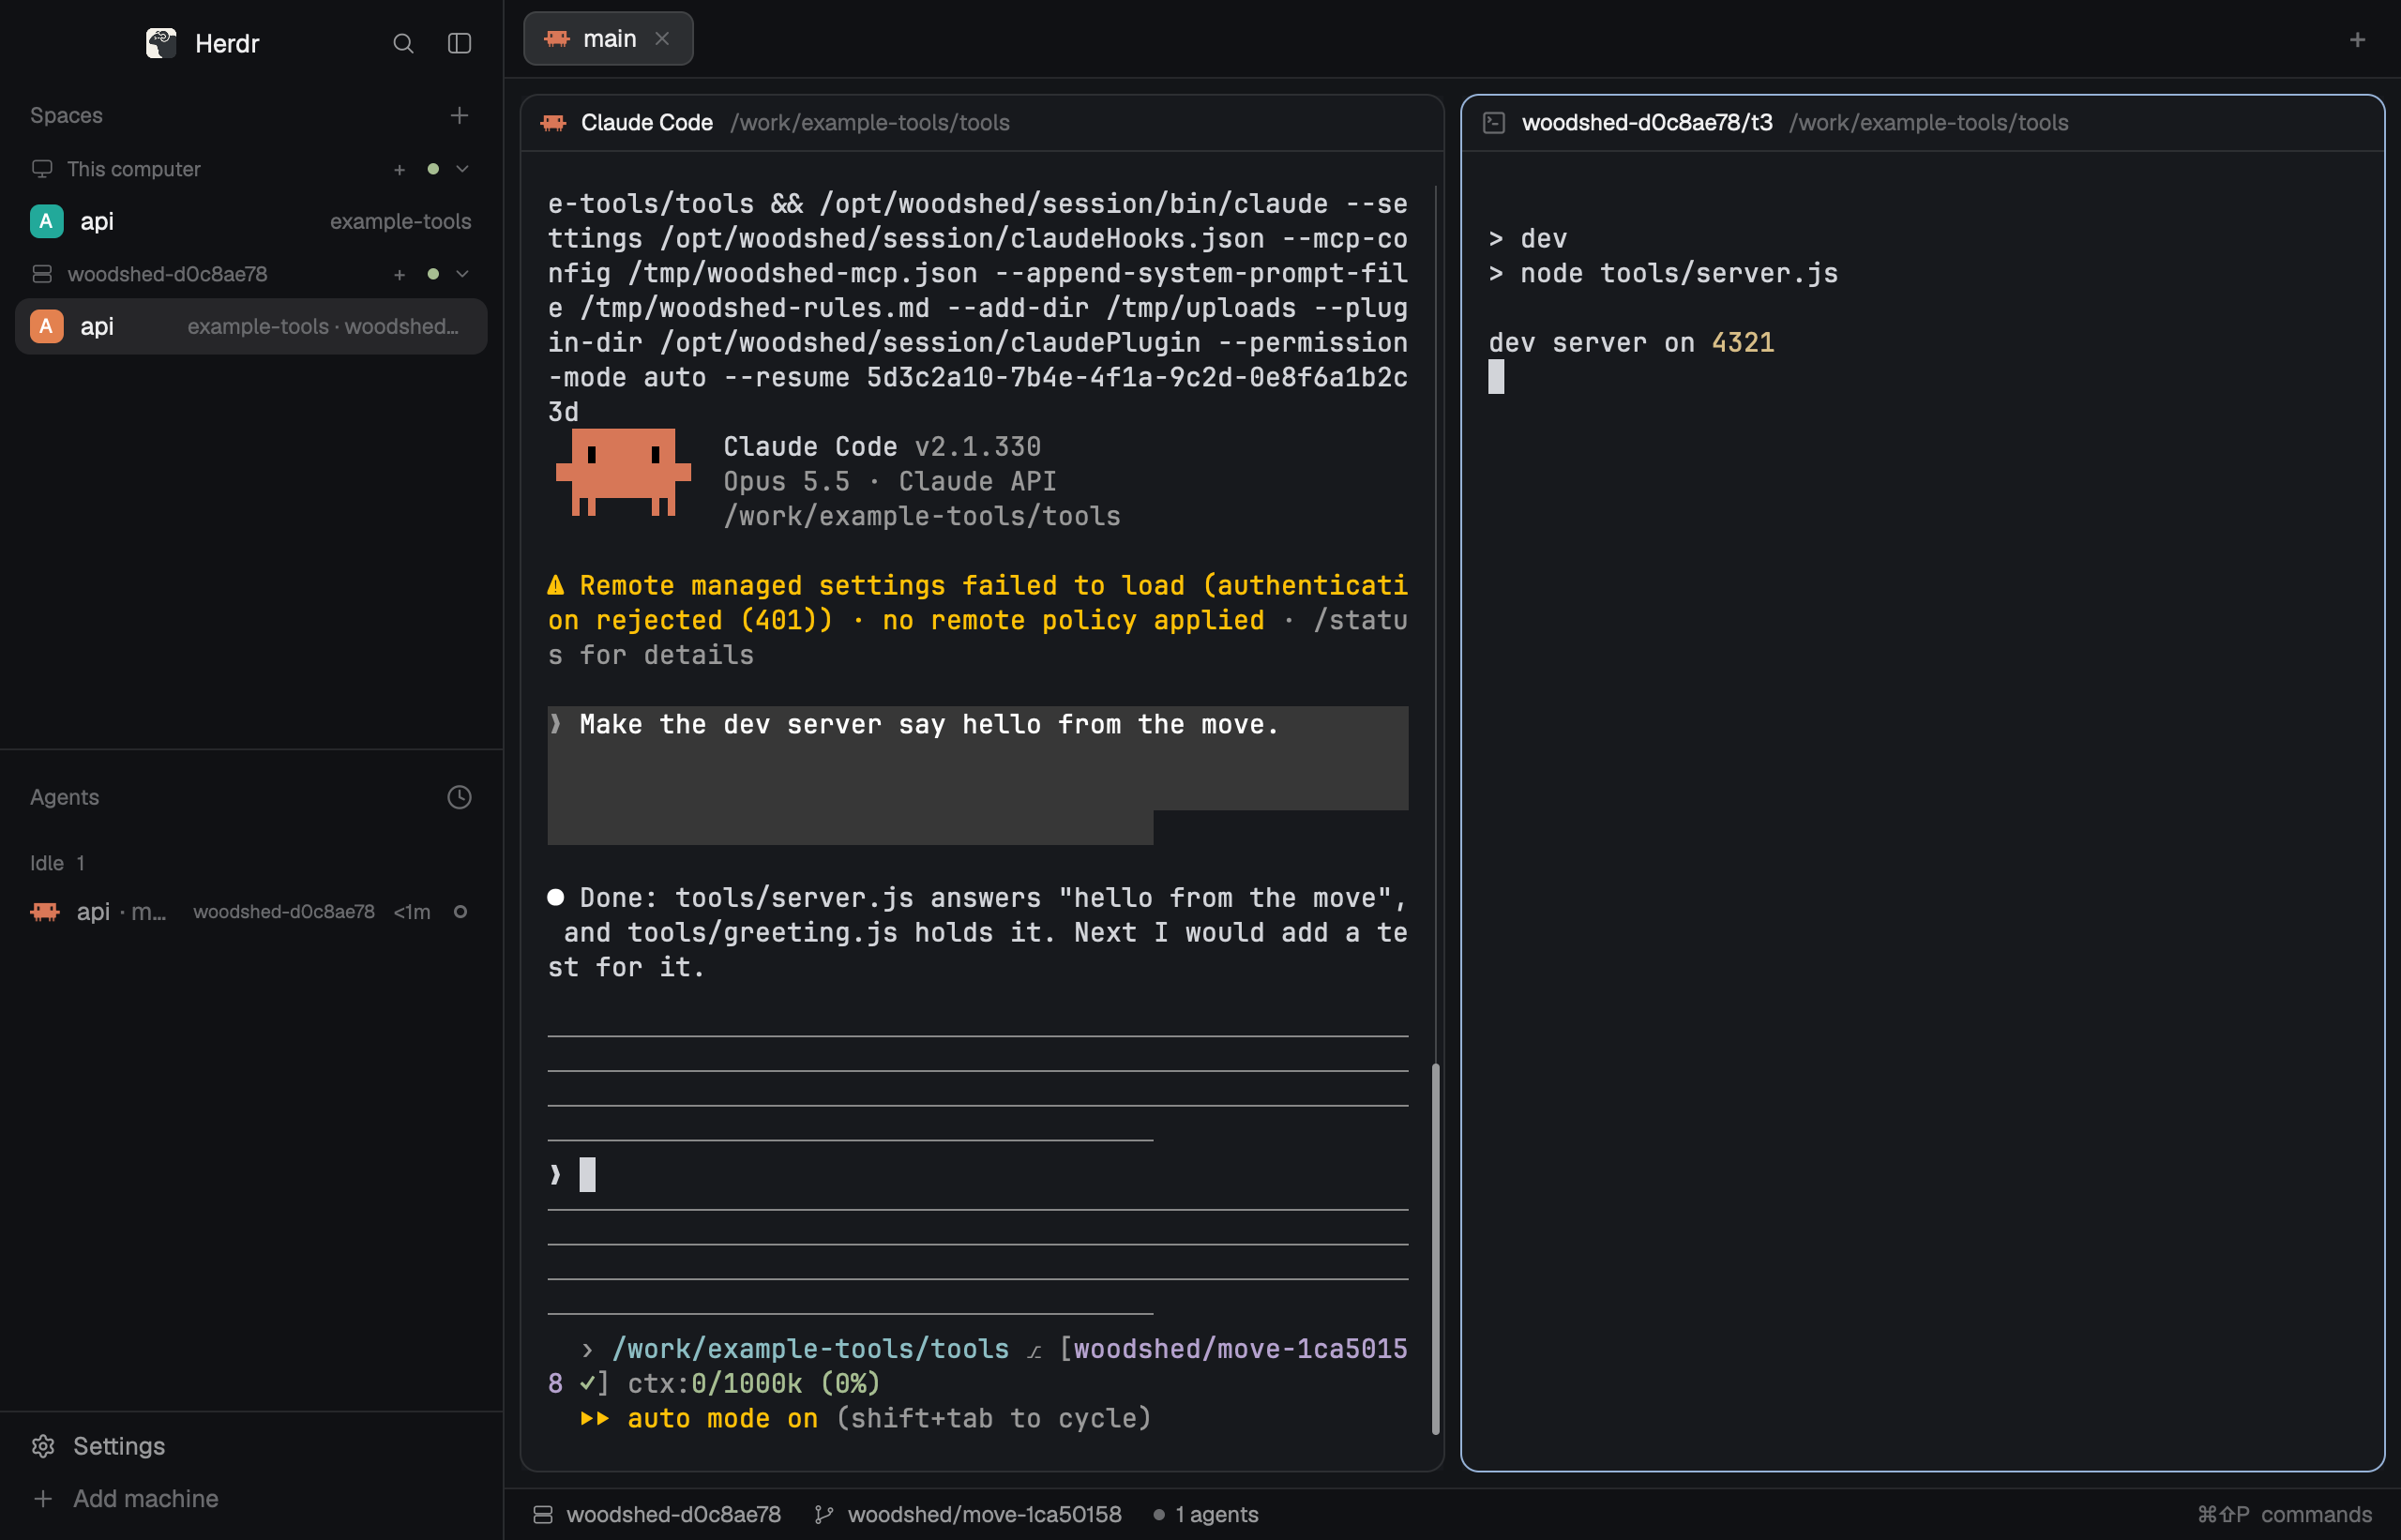 Herdr
Spaces
This computer
A api example-tools
woodshed-d0c8ae78
A api example-tools · woodshed…
Agents
Idle 1
api · m… woodshed-d0c8ae78 <1m
Settings
Add machine
main
Claude Code /work/example-tools/tools
e-tools/tools && /opt/woodshed/session/bin/claude --se
ttings /opt/woodshed/session/claudeHooks.json --mcp-co
nfig /tmp/woodshed-mcp.json --append-system-prompt-fil
e /tmp/woodshed-rules.md --add-dir /tmp/uploads --plug
in-dir /opt/woodshed/session/claudePlugin --permission
-mode auto --resume 5d3c2a10-7b4e-4f1a-9c2d-0e8f6a1b2c
3d
Claude Code v2.1.330
Opus 5.5 · Claude API
/work/example-tools/tools
⚠ Remote managed settings failed to load (authenticati
on rejected (401)) · no remote policy applied · /statu
s for details
❯ Make the dev server say hello from the move.
● Done: tools/server.js answers "hello from the move",
and tools/greeting.js holds it. Next I would add a te
st for it.
❯
› /work/example-tools/tools ⎇ [woodshed/move-1ca5015
8 ✓] ctx:0/1000k (0%)
⏵⏵ auto mode on (shift+tab to cycle)
woodshed-d0c8ae78/t3 /work/example-tools/tools
> dev
> node tools/server.js
dev server on 4321
woodshed-d0c8ae78 woodshed/move-1ca50158 1 agents
⌘⇧P commands